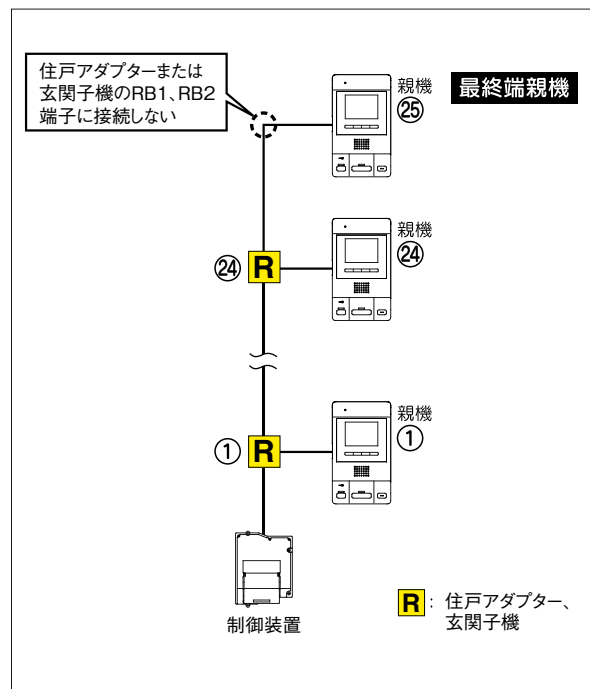 住戸アダプターまたは
玄関子機のRB1、RB2
端子に接続しない
親機
㉕
最終端親機
親機
㉔
㉔
R
親機
①
①
R
制御装置
R : 住戸アダプター、
玄関子機